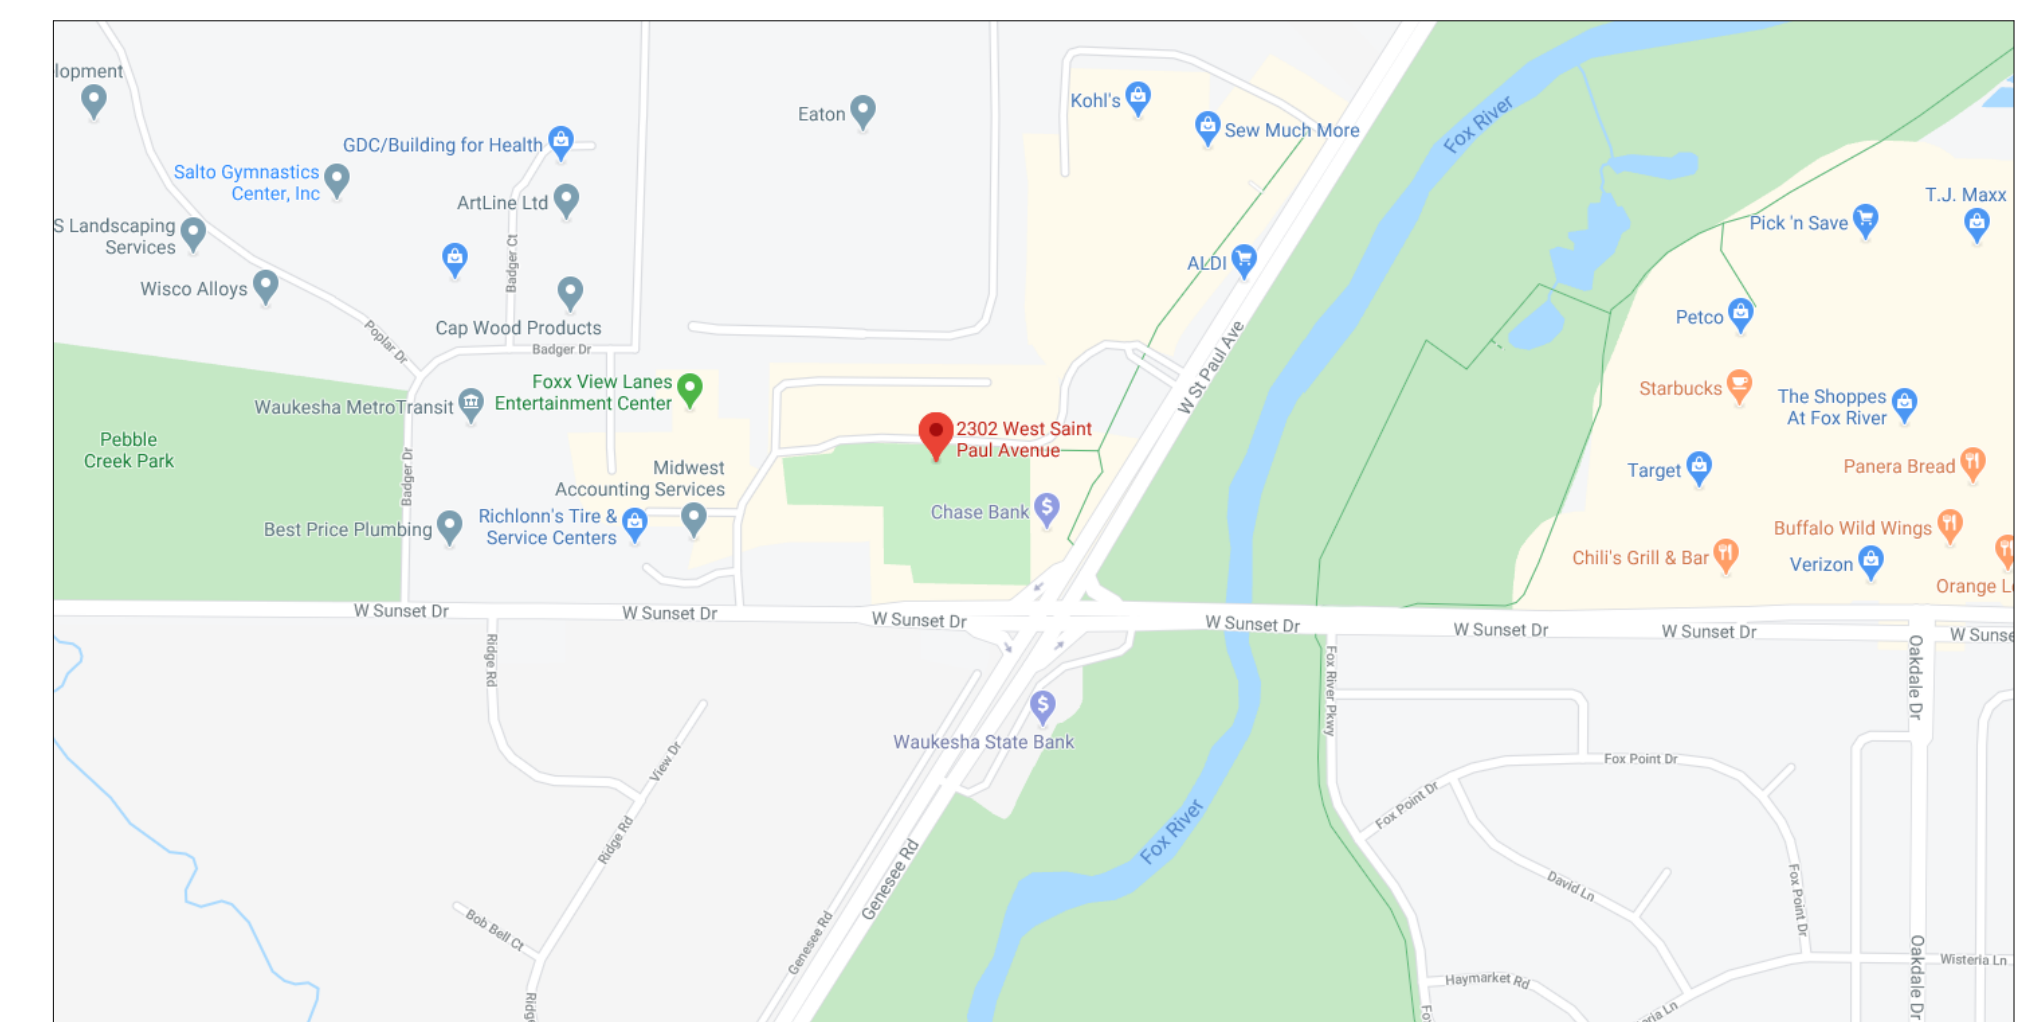 lopment
Kohl's
Eaton
Sew Much More
Fox River
GDC/Building for Health
Salto Gymnastics
Center, Inc
ArtLine Ltd
T.J. Maxx
Pick 'n Save
S Landscaping
Services
Badger Ct
ALDI
Wisco Alloys
Petco
Cap Wood Products
Poplar Dr
Badger Dr
W St Paul Ave
Foxx View Lanes
Entertainment Center
Starbucks
The Shoppes
At Fox River
Waukesha MetroTransit
2302 West Saint
Paul Avenue
Pebble
Creek Park
Badger Dr
Midwest
Accounting Services
Target
Panera Bread
Chase Bank
Richlonn's Tire &
Service Centers
Best Price Plumbing
Buffalo Wild Wings
Chili's Grill & Bar
Verizon
Orange L
W Sunset Dr
W Sunset Dr
W Sunset Dr
W Sunset Dr
W Sunset Dr
W Sunset Dr
W Sunse
Ridge Rd
Fox River Pkwy
Oakdale Dr
Waukesha State Bank
View Dr
Fox Point Dr
Fox Point Dr
Fox River
Ridge Rd
Genesee Rd
David Ln
Fox Point Dr
Bob Bell Ct
Genesee Rd
Oakdale Dr
Wisteria Ln
Haymarket Rd
Ridge
Fo
eria Ln